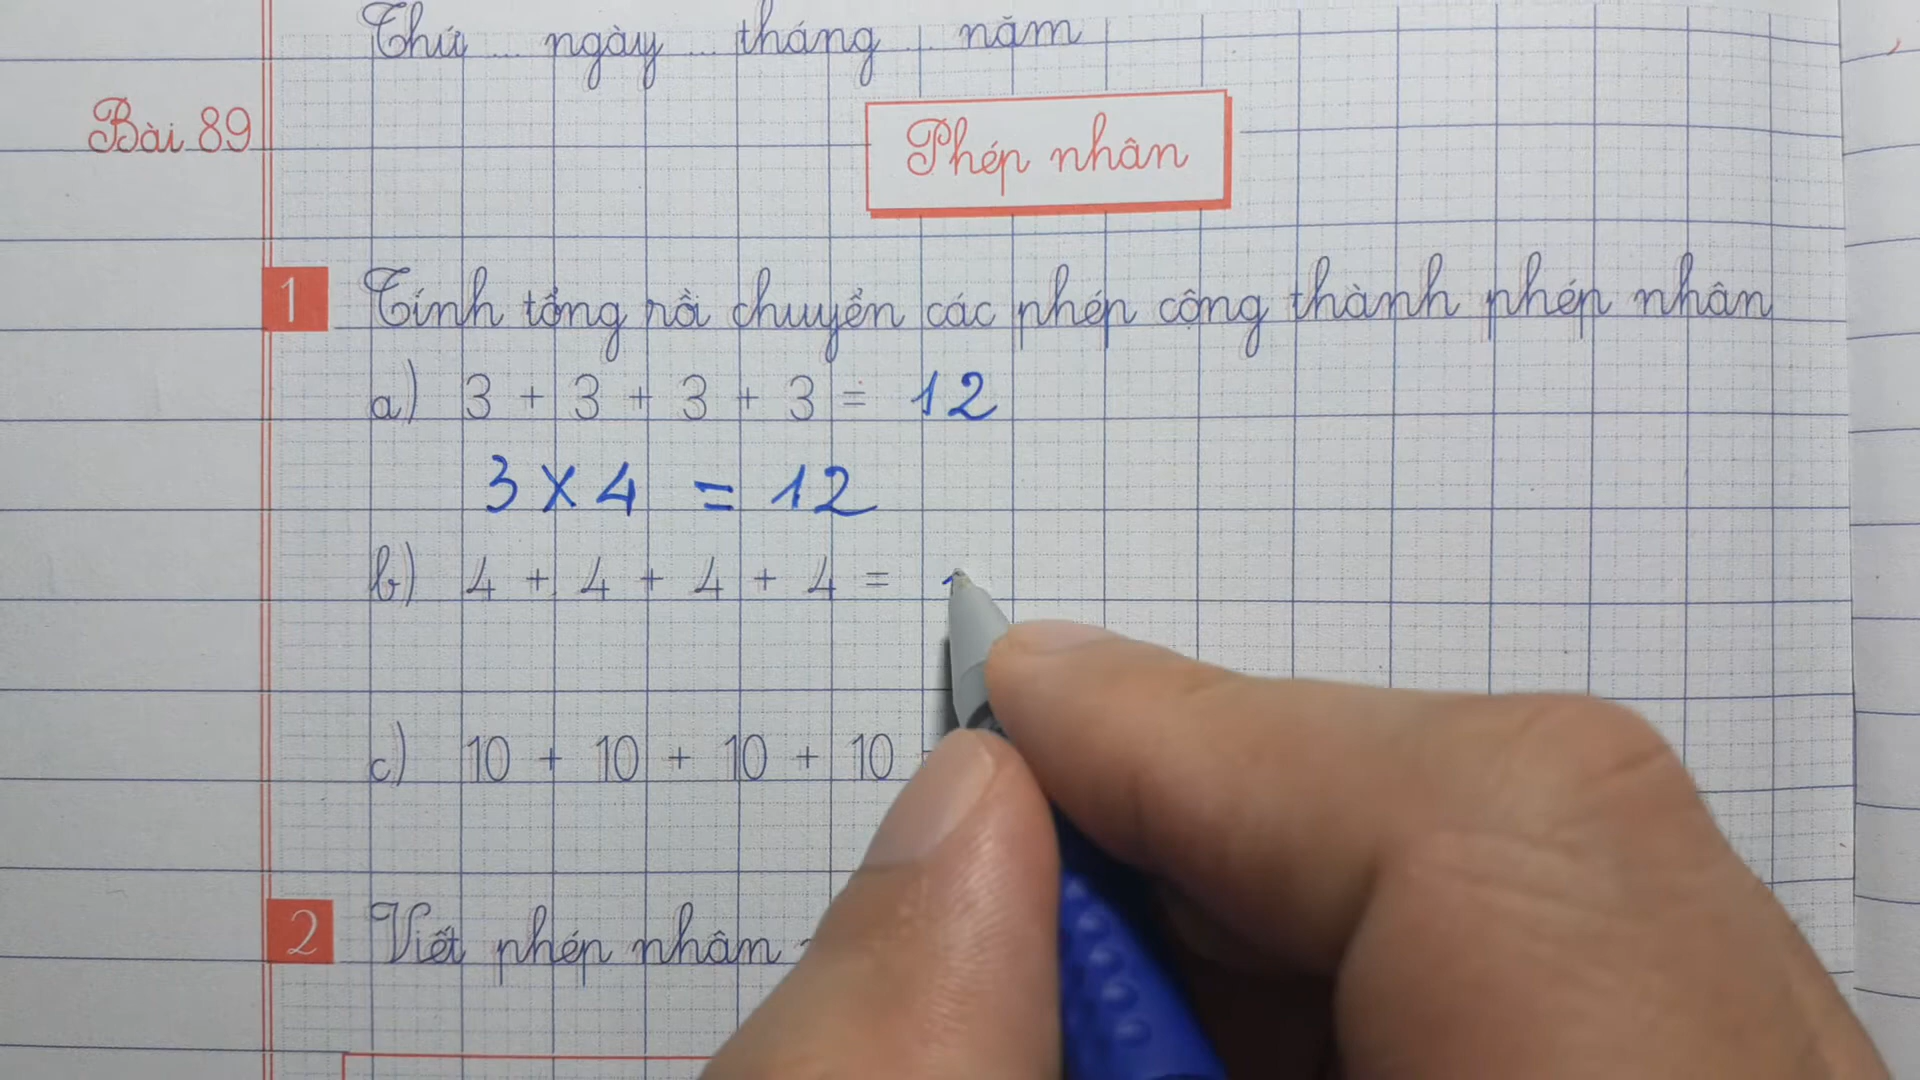 Thứ ngày tháng năm
Bài 89
Phép nhân
1 Tính tổng rồi chuyển các phép cộng thành phép nhân
a) 3 + 3 + 3 + 3 = 12
3 x 4 = 12
b) 4 + 4 + 4 + 4 =
c) 10 + 10 + 10 + 10
2 Viết phép nhân